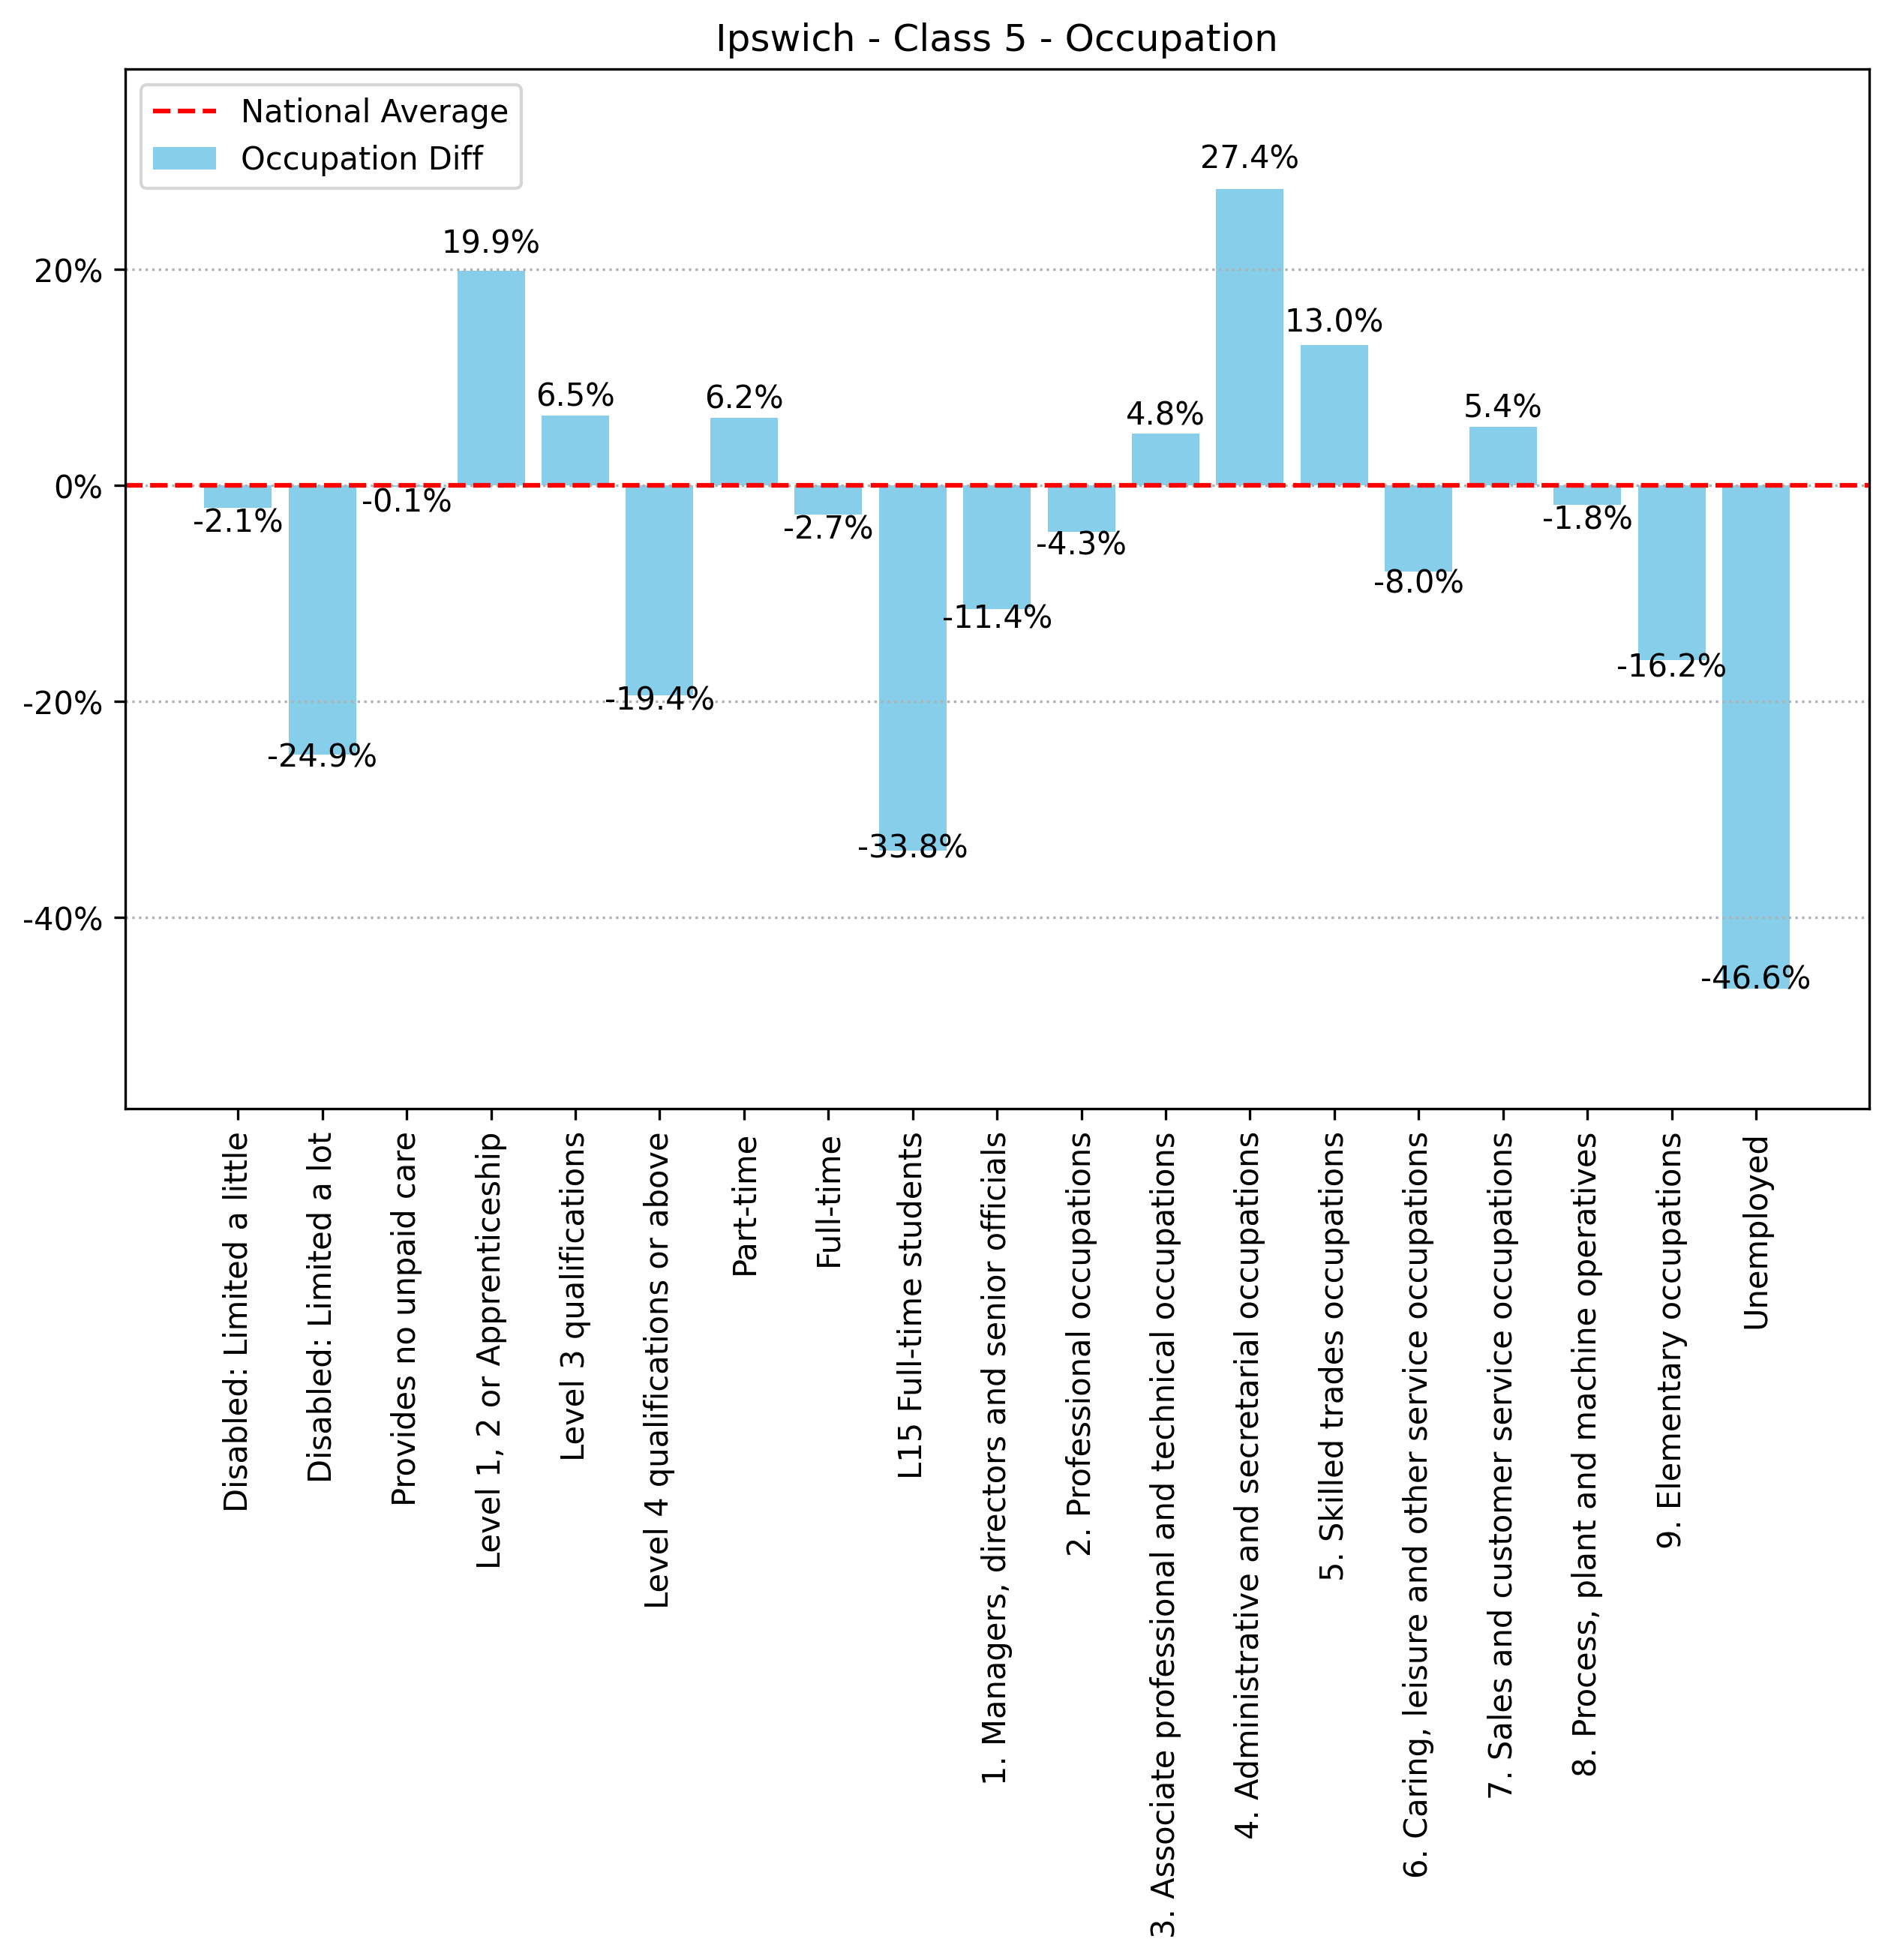 Ipswich - Class 5 - Occupation
National Average
Occupation Diff
20%
0%
-20%
-40%
-2.1%
-24.9%
-0.1%
19.9%
6.5%
-19.4%
6.2%
-2.7%
-33.8%
-11.4%
-4.3%
4.8%
27.4%
13.0%
-8.0%
5.4%
-1.8%
-16.2%
-46.6%
Disabled: Limited a little
Disabled: Limited a lot
Provides no unpaid care
Level 1, 2 or Apprenticeship
Level 3 qualifications
Level 4 qualifications or above
Part-time
Full-time
L15 Full-time students
1. Managers, directors and senior officials
2. Professional occupations
3. Associate professional and technical occupations
4. Administrative and secretarial occupations
5. Skilled trades occupations
6. Caring, leisure and other service occupations
7. Sales and customer service occupations
8. Process, plant and machine operatives
9. Elementary occupations
Unemployed